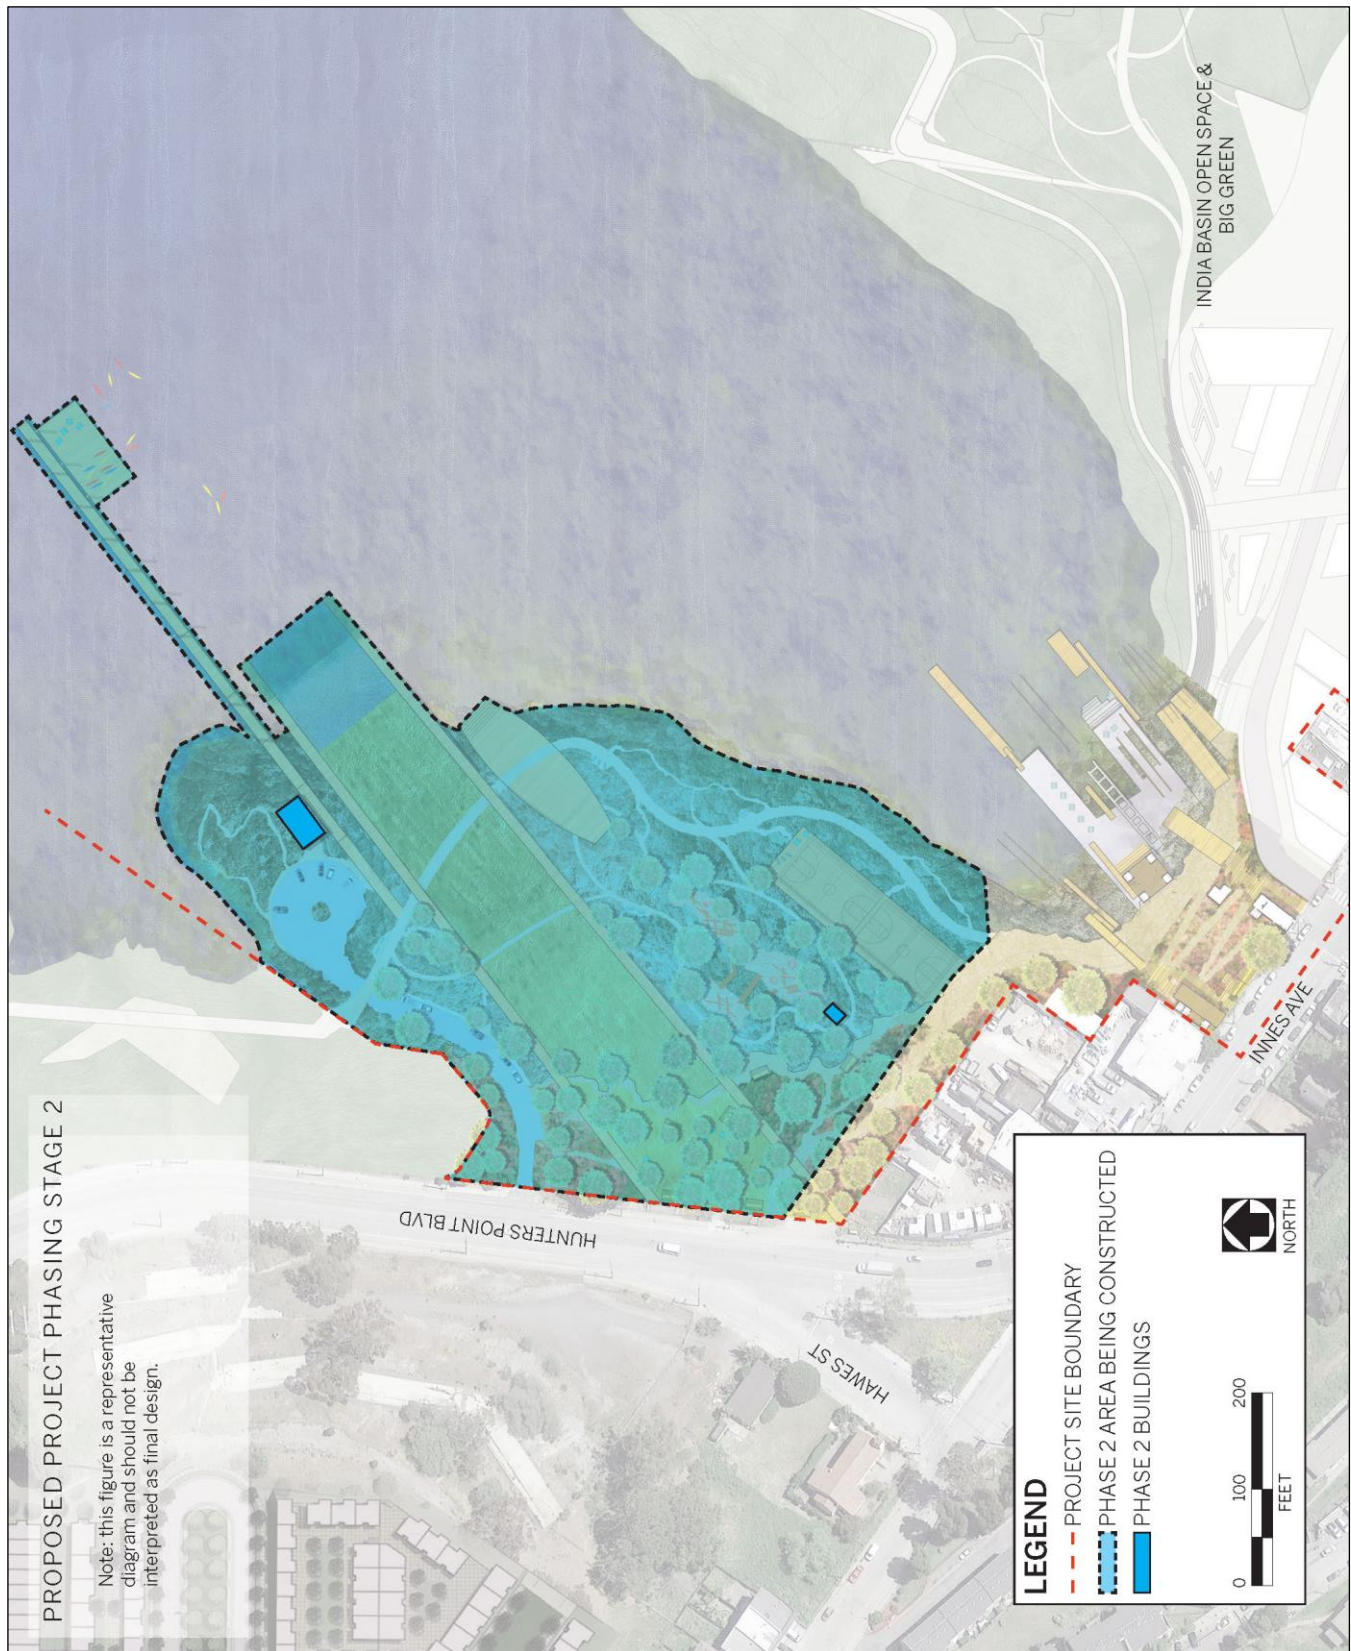 PROPOSED PROJECT PHASING STAGE 2
Note: this figure is a representative
diagram and should not be
interpreted as final design.
HUNTERS POINT BLVD
HAWES ST
INNES AVE
INDIA BASIN OPEN SPACE &
BIG GREEN
LEGEND
PROJECT SITE BOUNDARY
PHASE 2 AREA BEING CONSTRUCTED
PHASE 2 BUILDINGS
0 100 200
FEET
NORTH